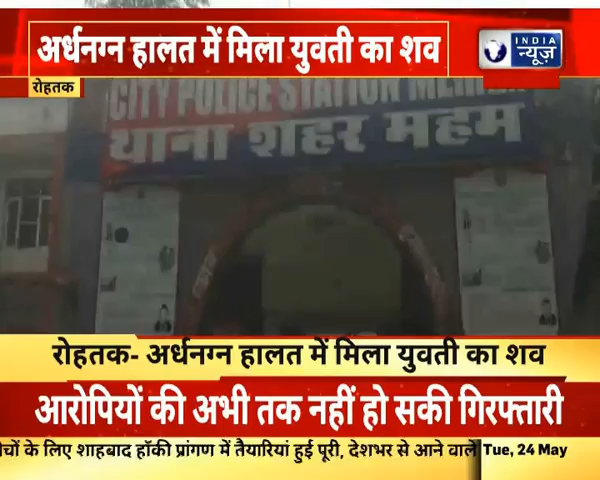 अर्धनग्न हालत में मिला युवती का शव
INDIA
न्यूज़
रोहतक
CITY POLICE STATION
थाना शहर महम
रोहतक- अर्धनग्न हालत में मिला युवती का शव
आरोपियों की अभी तक नहीं हो सकी गिरफ्तारी
के लिए शाहबाद हॉकी प्रांगण में तैयारियां हुई पूरी, देशभर से आने वाले Tue, 24 May